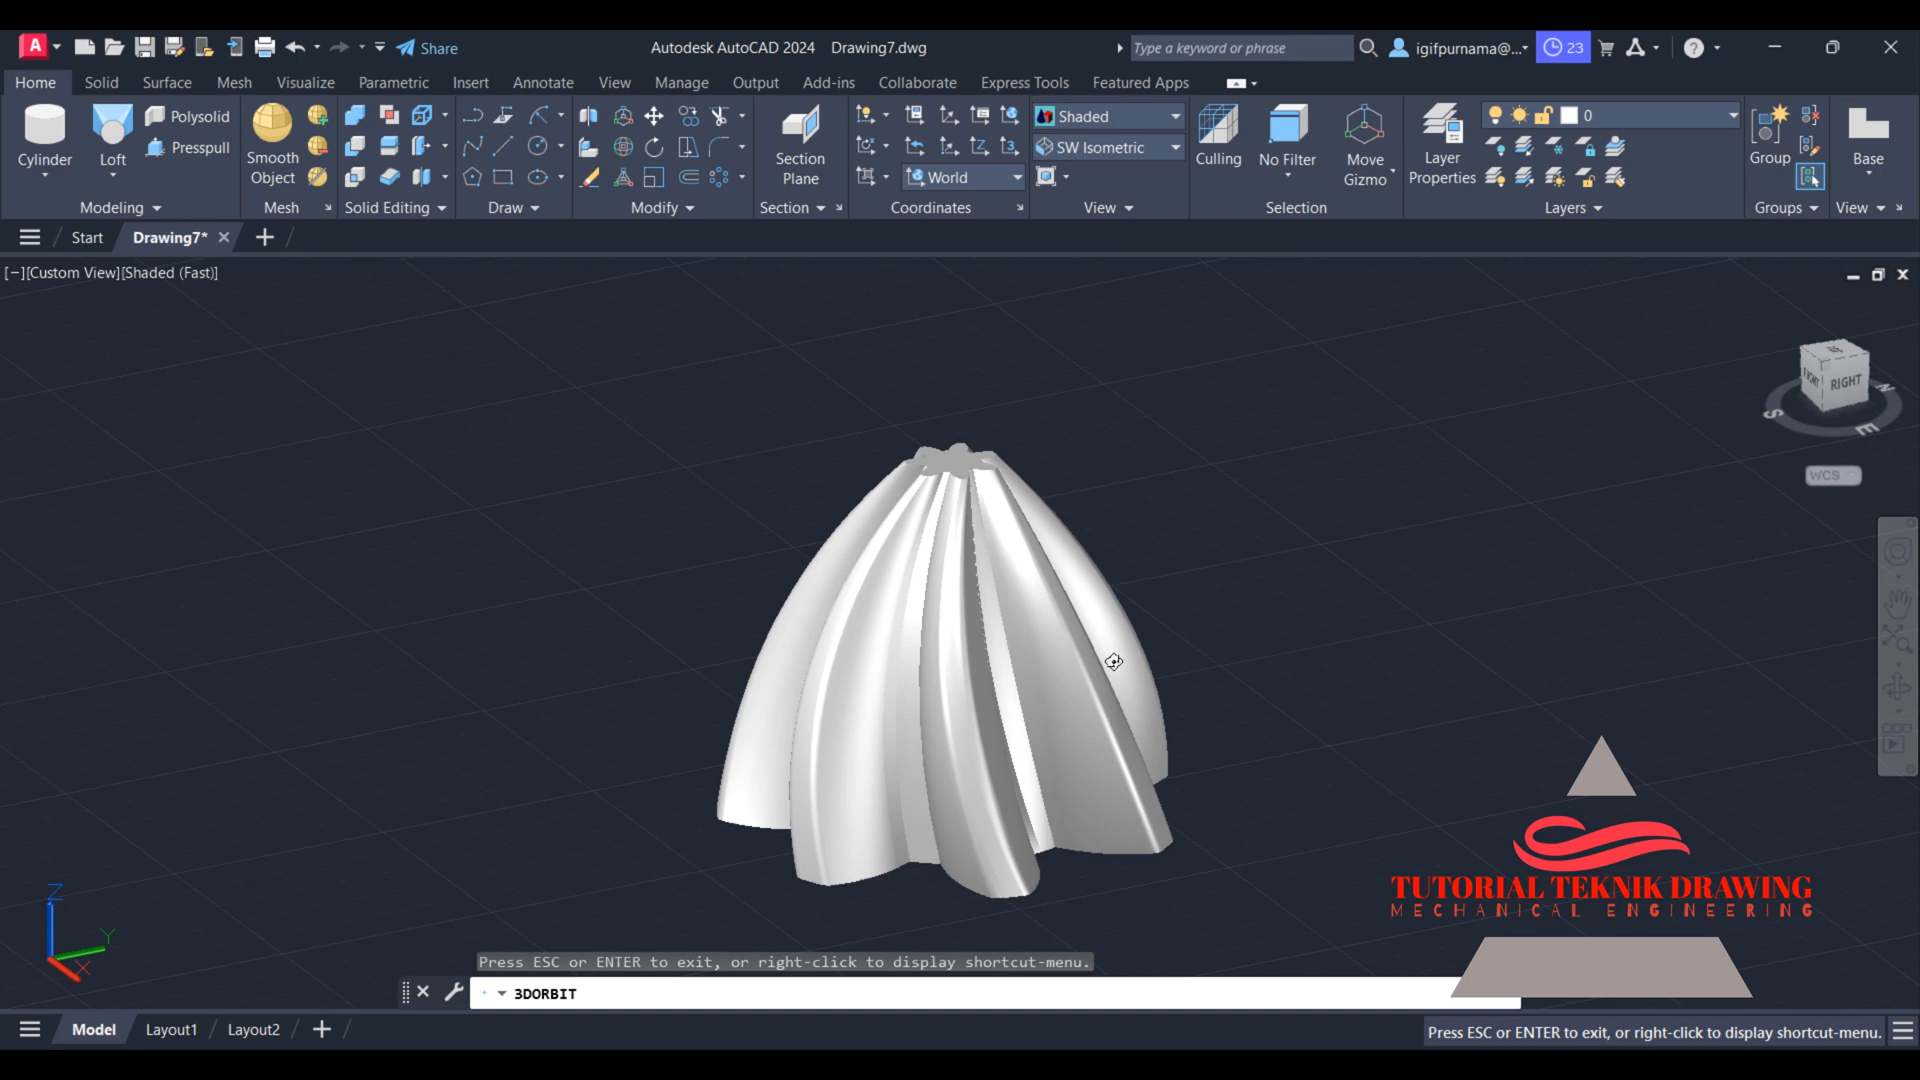 A Share Autodesk AutoCAD 2024 Drawing7.dwg Type a keyword or phrase igifpurnama@... 23
Home Solid Surface Mesh Visualize Parametric Insert Annotate View Manage Output Add-ins Collaborate Express Tools Featured Apps
Cylinder Loft Polysolid Presspull
Smooth Object
Section Plane
World
Shaded
SW Isometric
Culling No Filter Move Gizmo
Layer Properties
0
Group Base
Modeling Mesh Solid Editing Draw Modify Section Coordinates View Selection Layers Groups View
Start Drawing7*
[−][Custom View][Shaded (Fast)]
FRONT RIGHT
S E N
WCS
TUTORIAL TEKNIK DRAWING
MECHANICAL ENGINEERING
Z
Y
X
Press ESC or ENTER to exit, or right-click to display shortcut-menu.
3DORBIT
Model Layout1 Layout2
Press ESC or ENTER to exit, or right-click to display shortcut-menu.